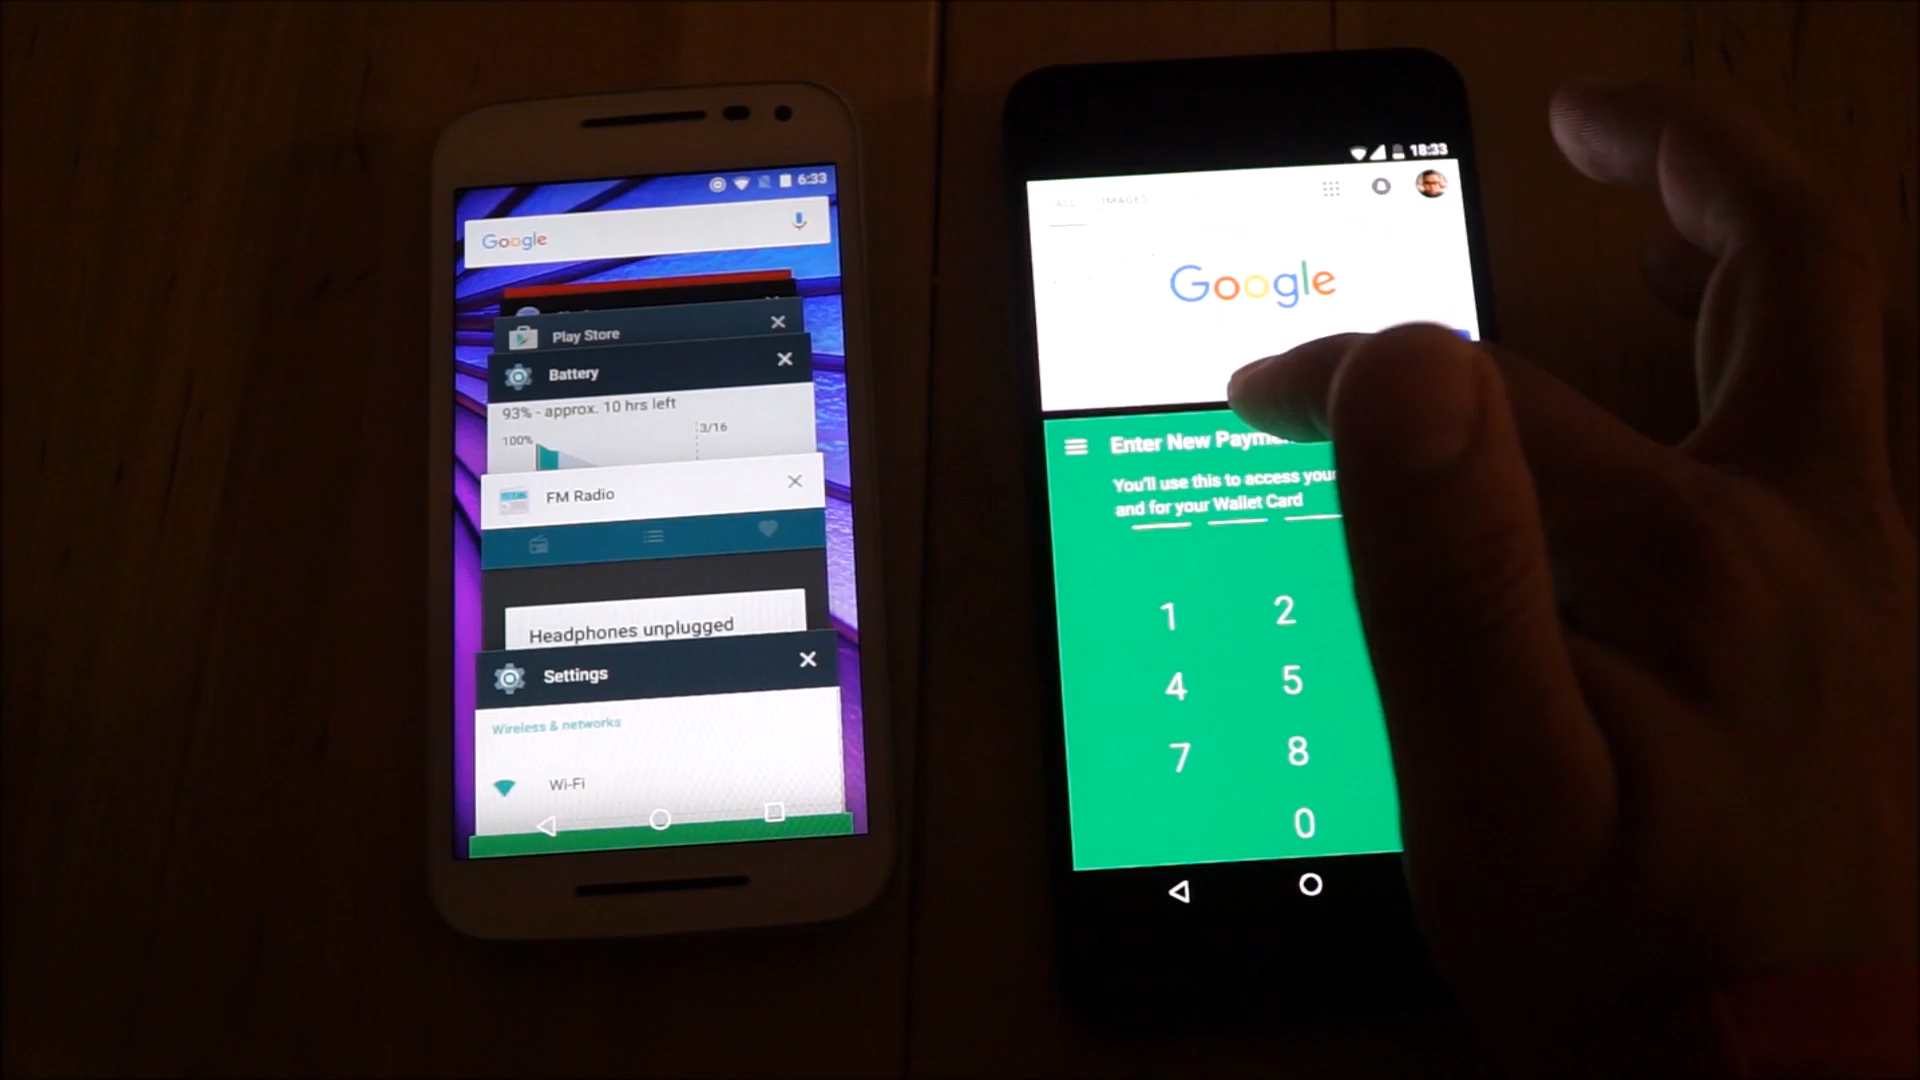 6:33
Google
Play Store
Battery
93% - approx. 10 hrs left
3/16
100%
FM Radio
Headphones unplugged
Settings
Wireless & networks
Wi-Fi
18:33
ALL IMAGES
Google
Enter New
You'll use this to access your
and for your Wallet Card
1 2
4 5
7 8
0